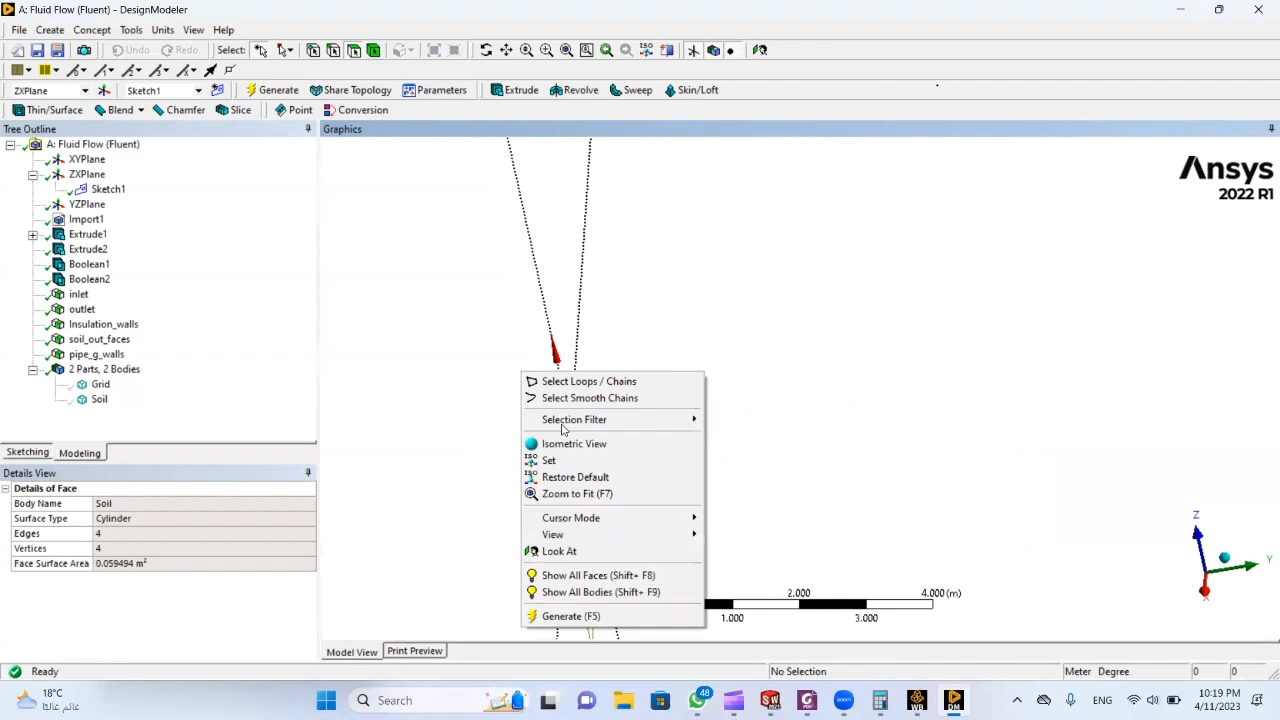 A: Fluid Flow (Fluent) - DesignModeler
File Create Concept Tools Units View Help
Undo Redo Select:
ZXPlane Sketch1 Generate Share Topology Parameters Extrude Revolve Sweep Skin/Loft
Thin/Surface Blend Chamfer Slice Point Conversion
Tree Outline
Graphics
A: Fluid Flow (Fluent)
XYPlane
ZXPlane
Sketch1
YZPlane
Import1
Extrude1
Extrude2
Boolean1
Boolean2
inlet
outlet
Insulation_walls
soil_out_faces
pipe_g_walls
2 Parts, 2 Bodies
Grid
Soil
Sketching Modeling
Details View
Details of Face
Body Name Soil
Surface Type Cylinder
Edges 4
Vertices 4
Face Surface Area 0.059494 m²
Ansys
2022 R1
Select Loops / Chains
Select Smooth Chains
Selection Filter
Isometric View
ISO Set
ISO Restore Default
Zoom to Fit (F7)
Cursor Mode
View
Look At
Show All Faces (Shift+ F8)
Show All Bodies (Shift+ F9)
Generate (F5)
2.000 4.000 (m)
1.000 3.000
Z
Y
X
Model View Print Preview
Ready No Selection Meter Degree 0 0
18°C
غائم غالبًا
Search
48
WB
DM
ENG
10:19 PM
4/11/2023